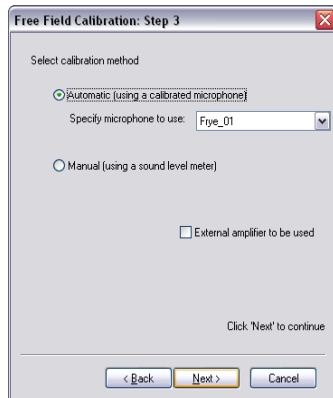 Free Field Calibration: Step 3
Select calibration method
Automatic (using a calibrated microphone)
Specify microphone to use: Frye_01
Manual (using a sound level meter)
External amplifier to be used
Click 'Next' to continue
< Back Next > Cancel